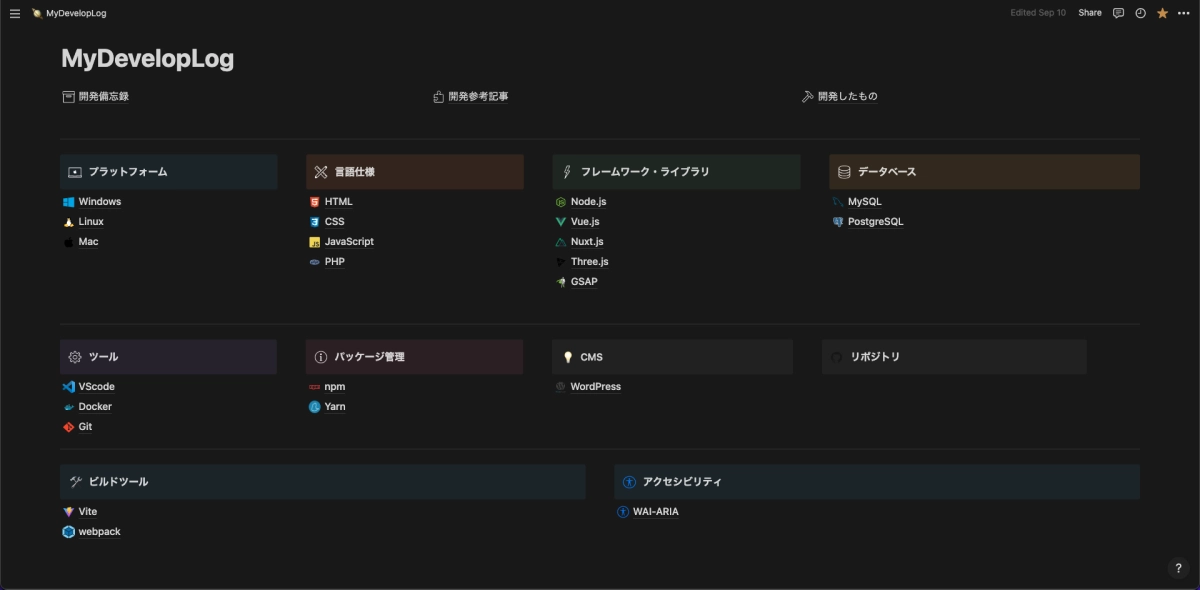 MyDevelopLog
Edited Sep 10
Share
MyDevelopLog
開発備忘録
開発参考記事
開発したもの
プラットフォーム
Windows
Linux
Mac
言語仕様
HTML
CSS
JavaScript
PHP
フレームワーク・ライブラリ
Node.js
Vue.js
Nuxt.js
Three.js
GSAP
データベース
MySQL
PostgreSQL
ツール
VScode
Docker
Git
パッケージ管理
npm
Yarn
CMS
WordPress
リポジトリ
ビルドツール
Vite
webpack
アクセシビリティ
WAI-ARIA
?